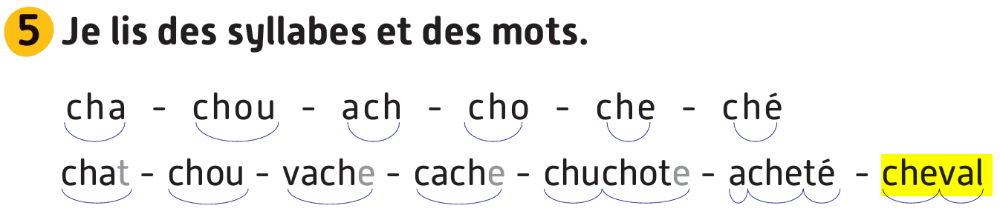 5 Je lis des syllabes et des mots.
cha - chou - ach - cho - che - ché
chat - chou - vache - cache - chuchote - acheté - cheval